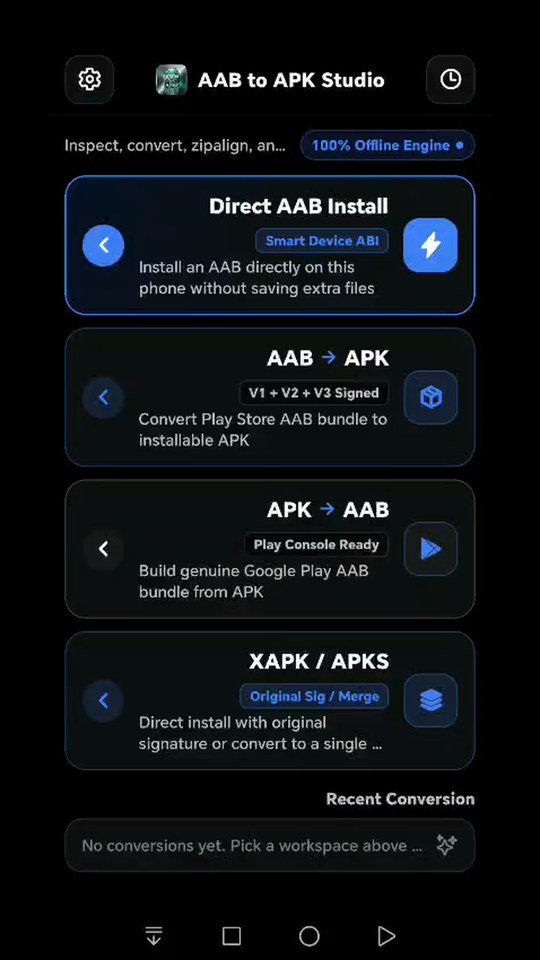 AAB to APK Studio
Inspect, convert, zipalign, an...
100% Offline Engine
Direct AAB Install
Smart Device ABI
Install an AAB directly on this
phone without saving extra files
AAB → APK
V1 + V2 + V3 Signed
Convert Play Store AAB bundle to
installable APK
APK → AAB
Play Console Ready
Build genuine Google Play AAB
bundle from APK
XAPK / APKS
Original Sig / Merge
Direct install with original
signature or convert to a single ...
Recent Conversion
No conversions yet. Pick a workspace above ...